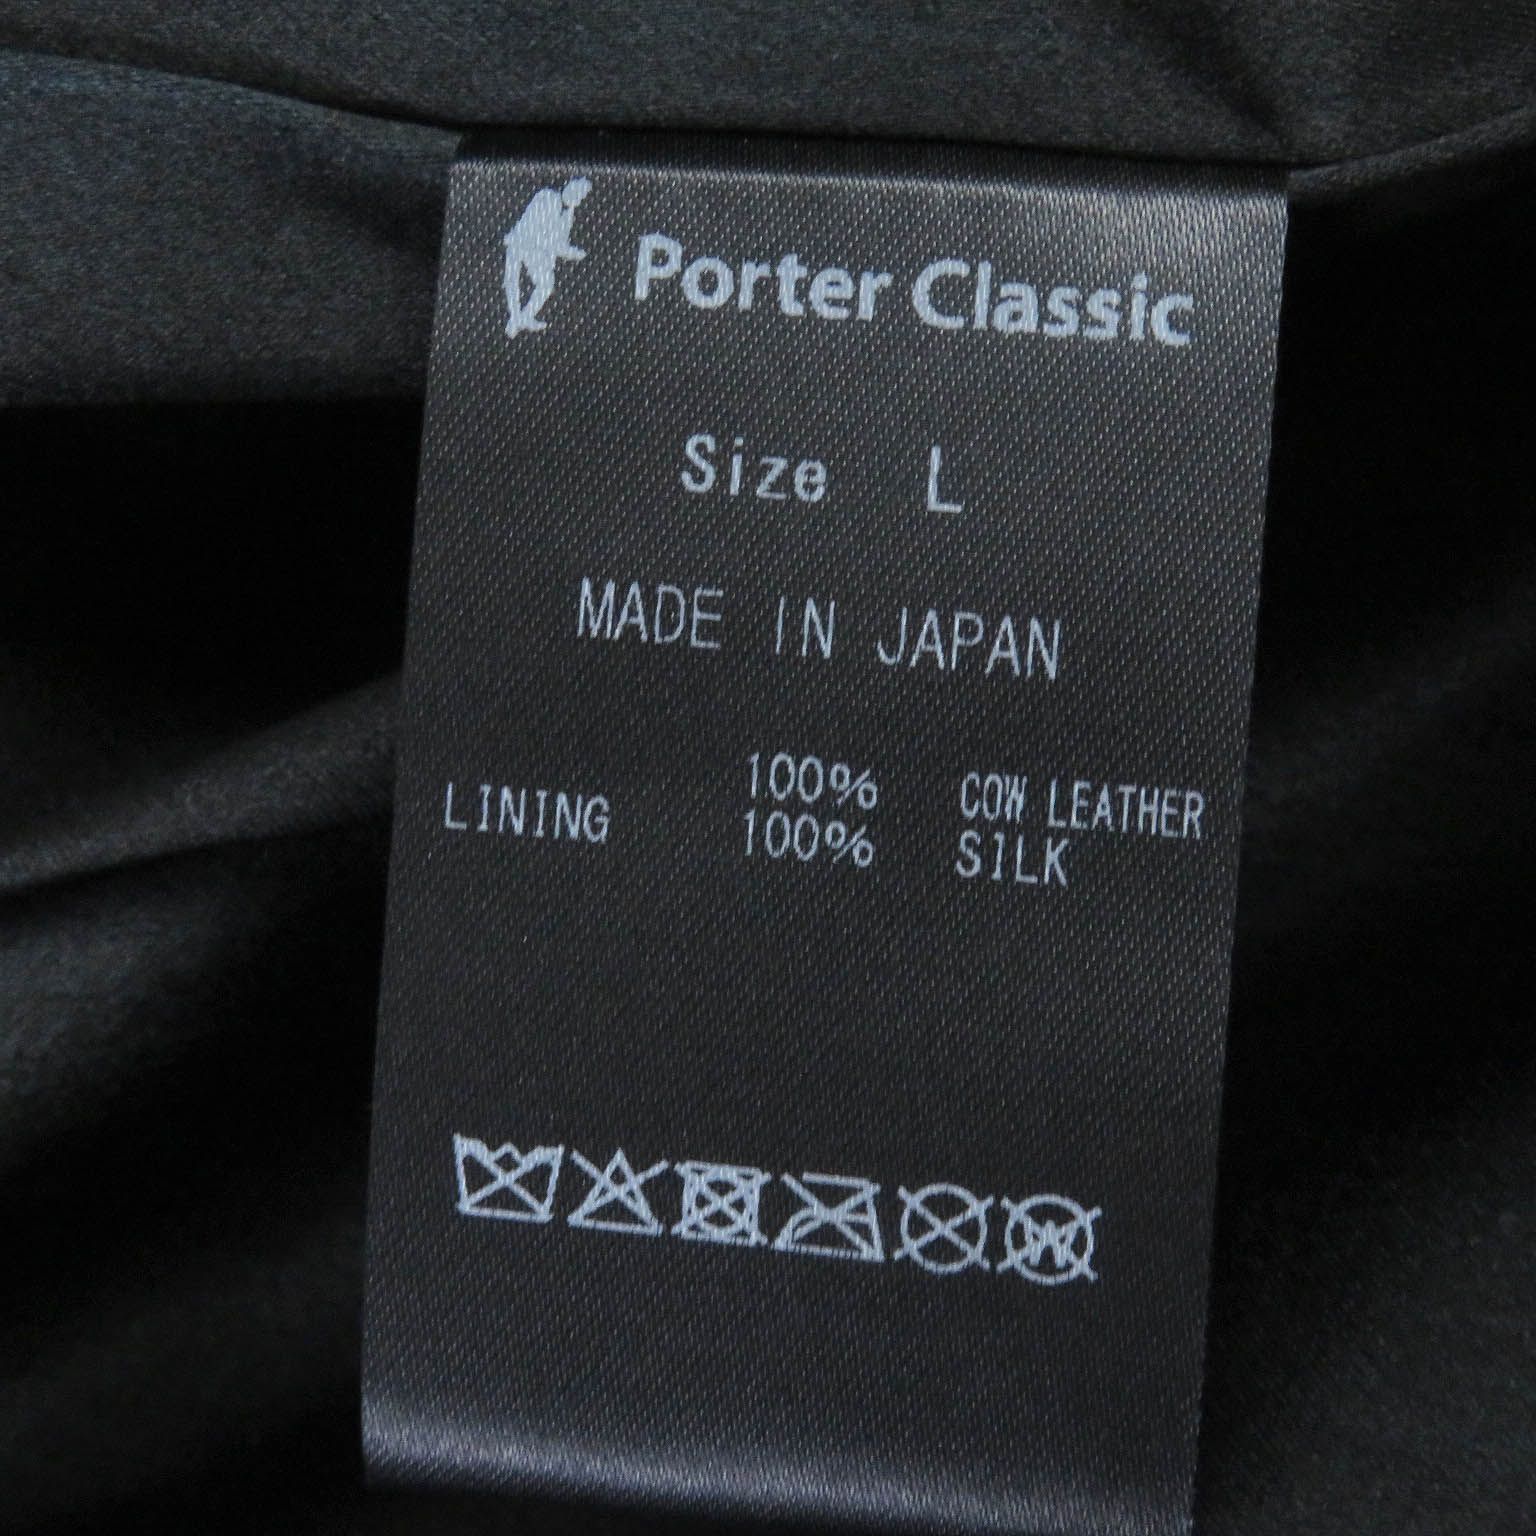 Porter Classic
Size L
MADE IN JAPAN
100% COW LEATHER
LINING 100% SILK
W